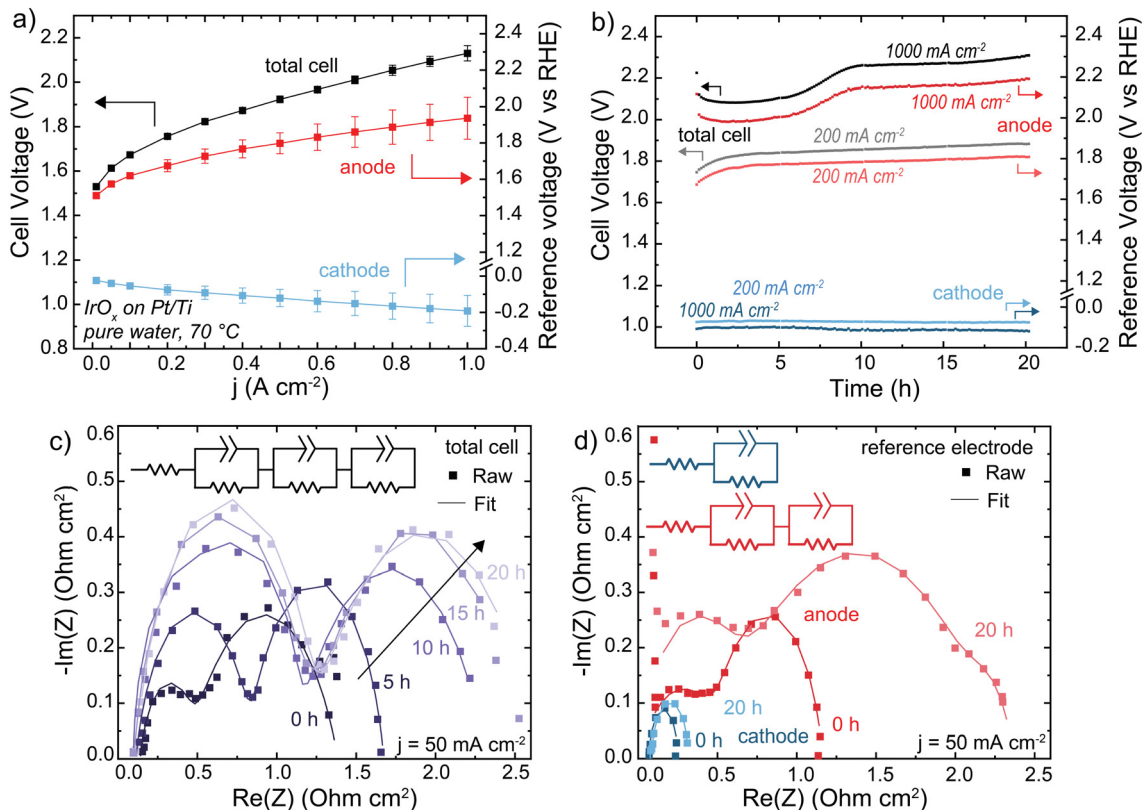 a)
2.2
2.0
1.8
1.6
1.4
1.2
1.0
0.8
Cell Voltage (V)
0.0 0.2 0.4 0.6 0.8 1.0
j (A cm-2)
2.4
2.2
2.0
1.8
1.6
1.4
0.0
-0.2
-0.4
Reference voltage (V vs RHE)
total cell
anode
cathode
IrOx on Pt/Ti
pure water, 70 °C
b)
2.4
2.2
2.0
1.8
1.6
1.4
1.2
1.0
Cell Voltage (V)
0 5 10 15 20
Time (h)
2.4
2.2
2.0
1.8
1.6
1.4
0.0
-0.2
Reference Voltage (V vs RHE)
1000 mA cm-2
1000 mA cm-2
total cell
anode
200 mA cm-2
200 mA cm-2
200 mA cm-2
cathode
1000 mA cm-2
c)
0.6
0.5
0.4
0.3
0.2
0.1
0.0
-Im(Z) (Ohm cm2)
0.0 0.5 1.0 1.5 2.0 2.5
Re(Z) (Ohm cm2)
total cell
Raw
Fit
20 h
15 h
10 h
5 h
0 h
j = 50 mA cm-2
d)
0.6
0.5
0.4
0.3
0.2
0.1
0.0
-Im(Z) (Ohm cm2)
0.0 0.5 1.0 1.5 2.0 2.5
Re(Z) (Ohm cm2)
reference electrode
Raw
Fit
anode
20 h
20 h
0 h
cathode
0 h
j = 50 mA cm-2